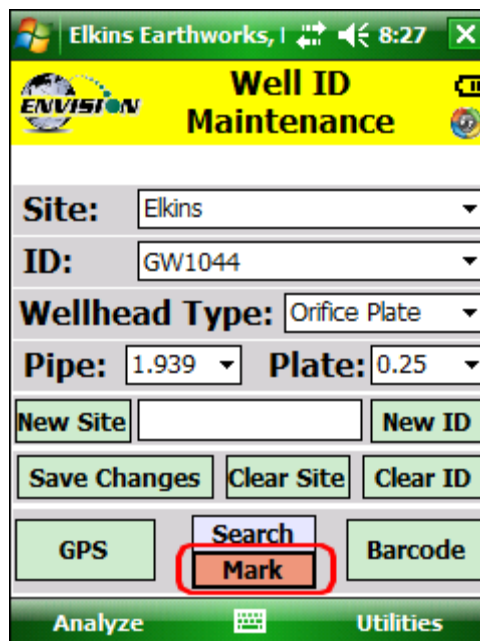 Elkins Earthworks, 8:27
ENVISION
Well ID
Maintenance
Site: Elkins
ID: GW1044
Wellhead Type: Orifice Plate
Pipe: 1.939 Plate: 0.25
New Site New ID
Save Changes Clear Site Clear ID
GPS Search Mark Barcode
Analyze Utilities